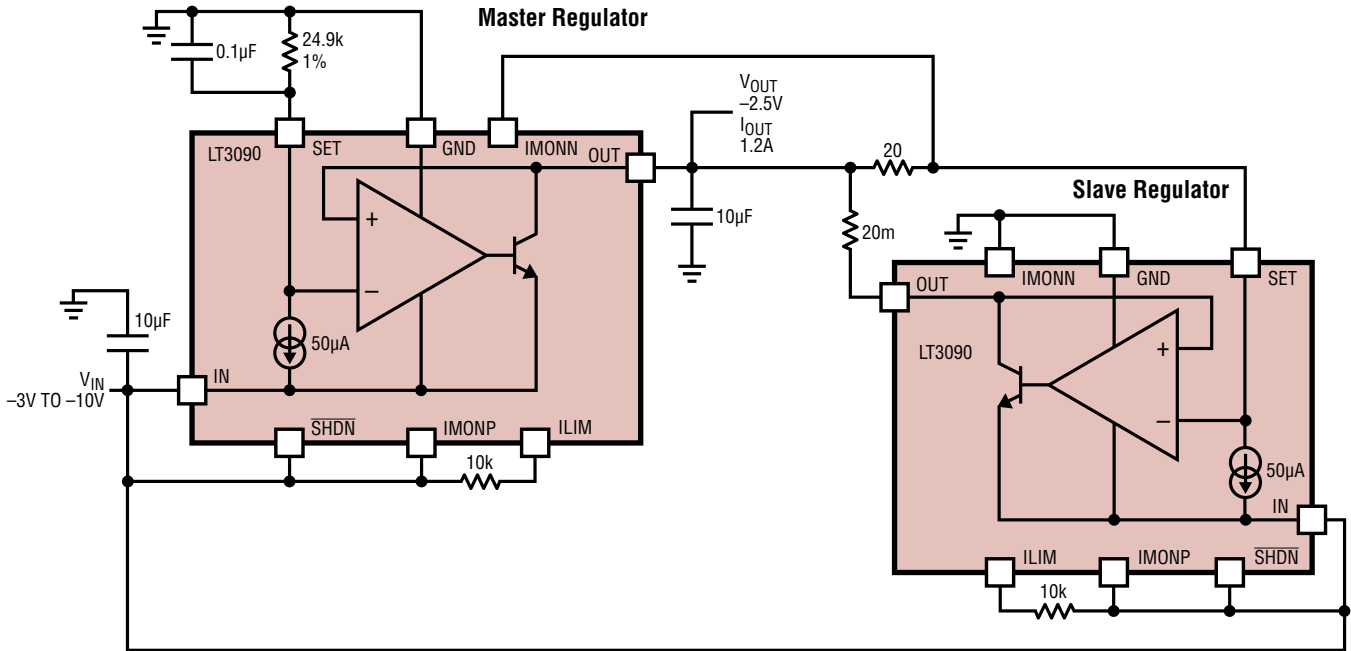 Master Regulator
0.1µF
24.9k
1%
SET
GND
IMONN
OUT
LT3090
VOUT
–2.5V
IOUT
1.2A
20
Slave Regulator
+
–
10µF
20m
50µA
10µF
VIN
–3V TO –10V
IN
SHDN
IMONP
ILIM
10k
OUT
IMONN
GND
SET
LT3090
+
–
50µA
IN
ILIM
IMONP
SHDN
10k